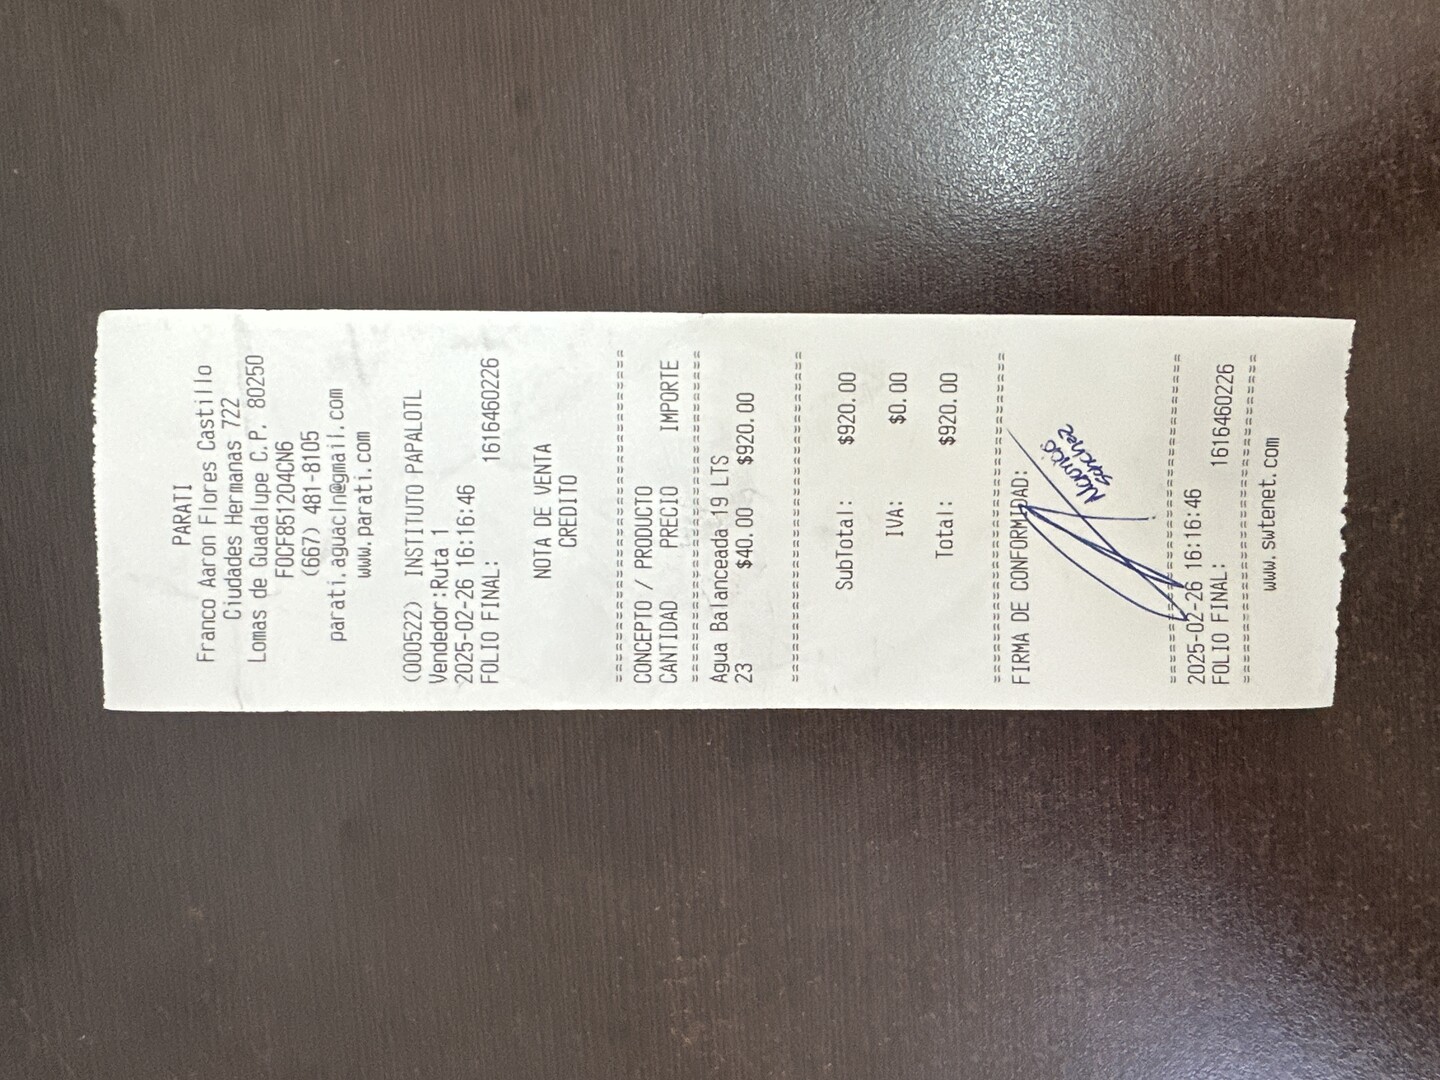 PARATI
Franco Aaron Flores Castillo
Ciudades Hermanas 722
Lomas de Guadalupe C.P. 80250
FOCF851204CN6
(667) 481-8105
parati.aguacln@gmail.com
www.parati.com
(000522) INSTITUTO PAPALOTL
Vendedor:Ruta 1
2025-02-26 16:16:46
FOLIO FINAL: 1616460226
NOTA DE VENTA
CREDITO
==============================
CONCEPTO / PRODUCTO
CANTIDAD PRECIO IMPORTE
==============================
Agua Balanceada 19 LTS
23 $40.00 $920.00
==============================
SubTotal: $920.00
IVA: $0.00
Total: $920.00
==============================
FIRMA DE CONFORMIDAD:
Sanchez
==============================
2025-02-26 16:16:46
FOLIO FINAL: 1616460226
==============================
www.swtenet.com